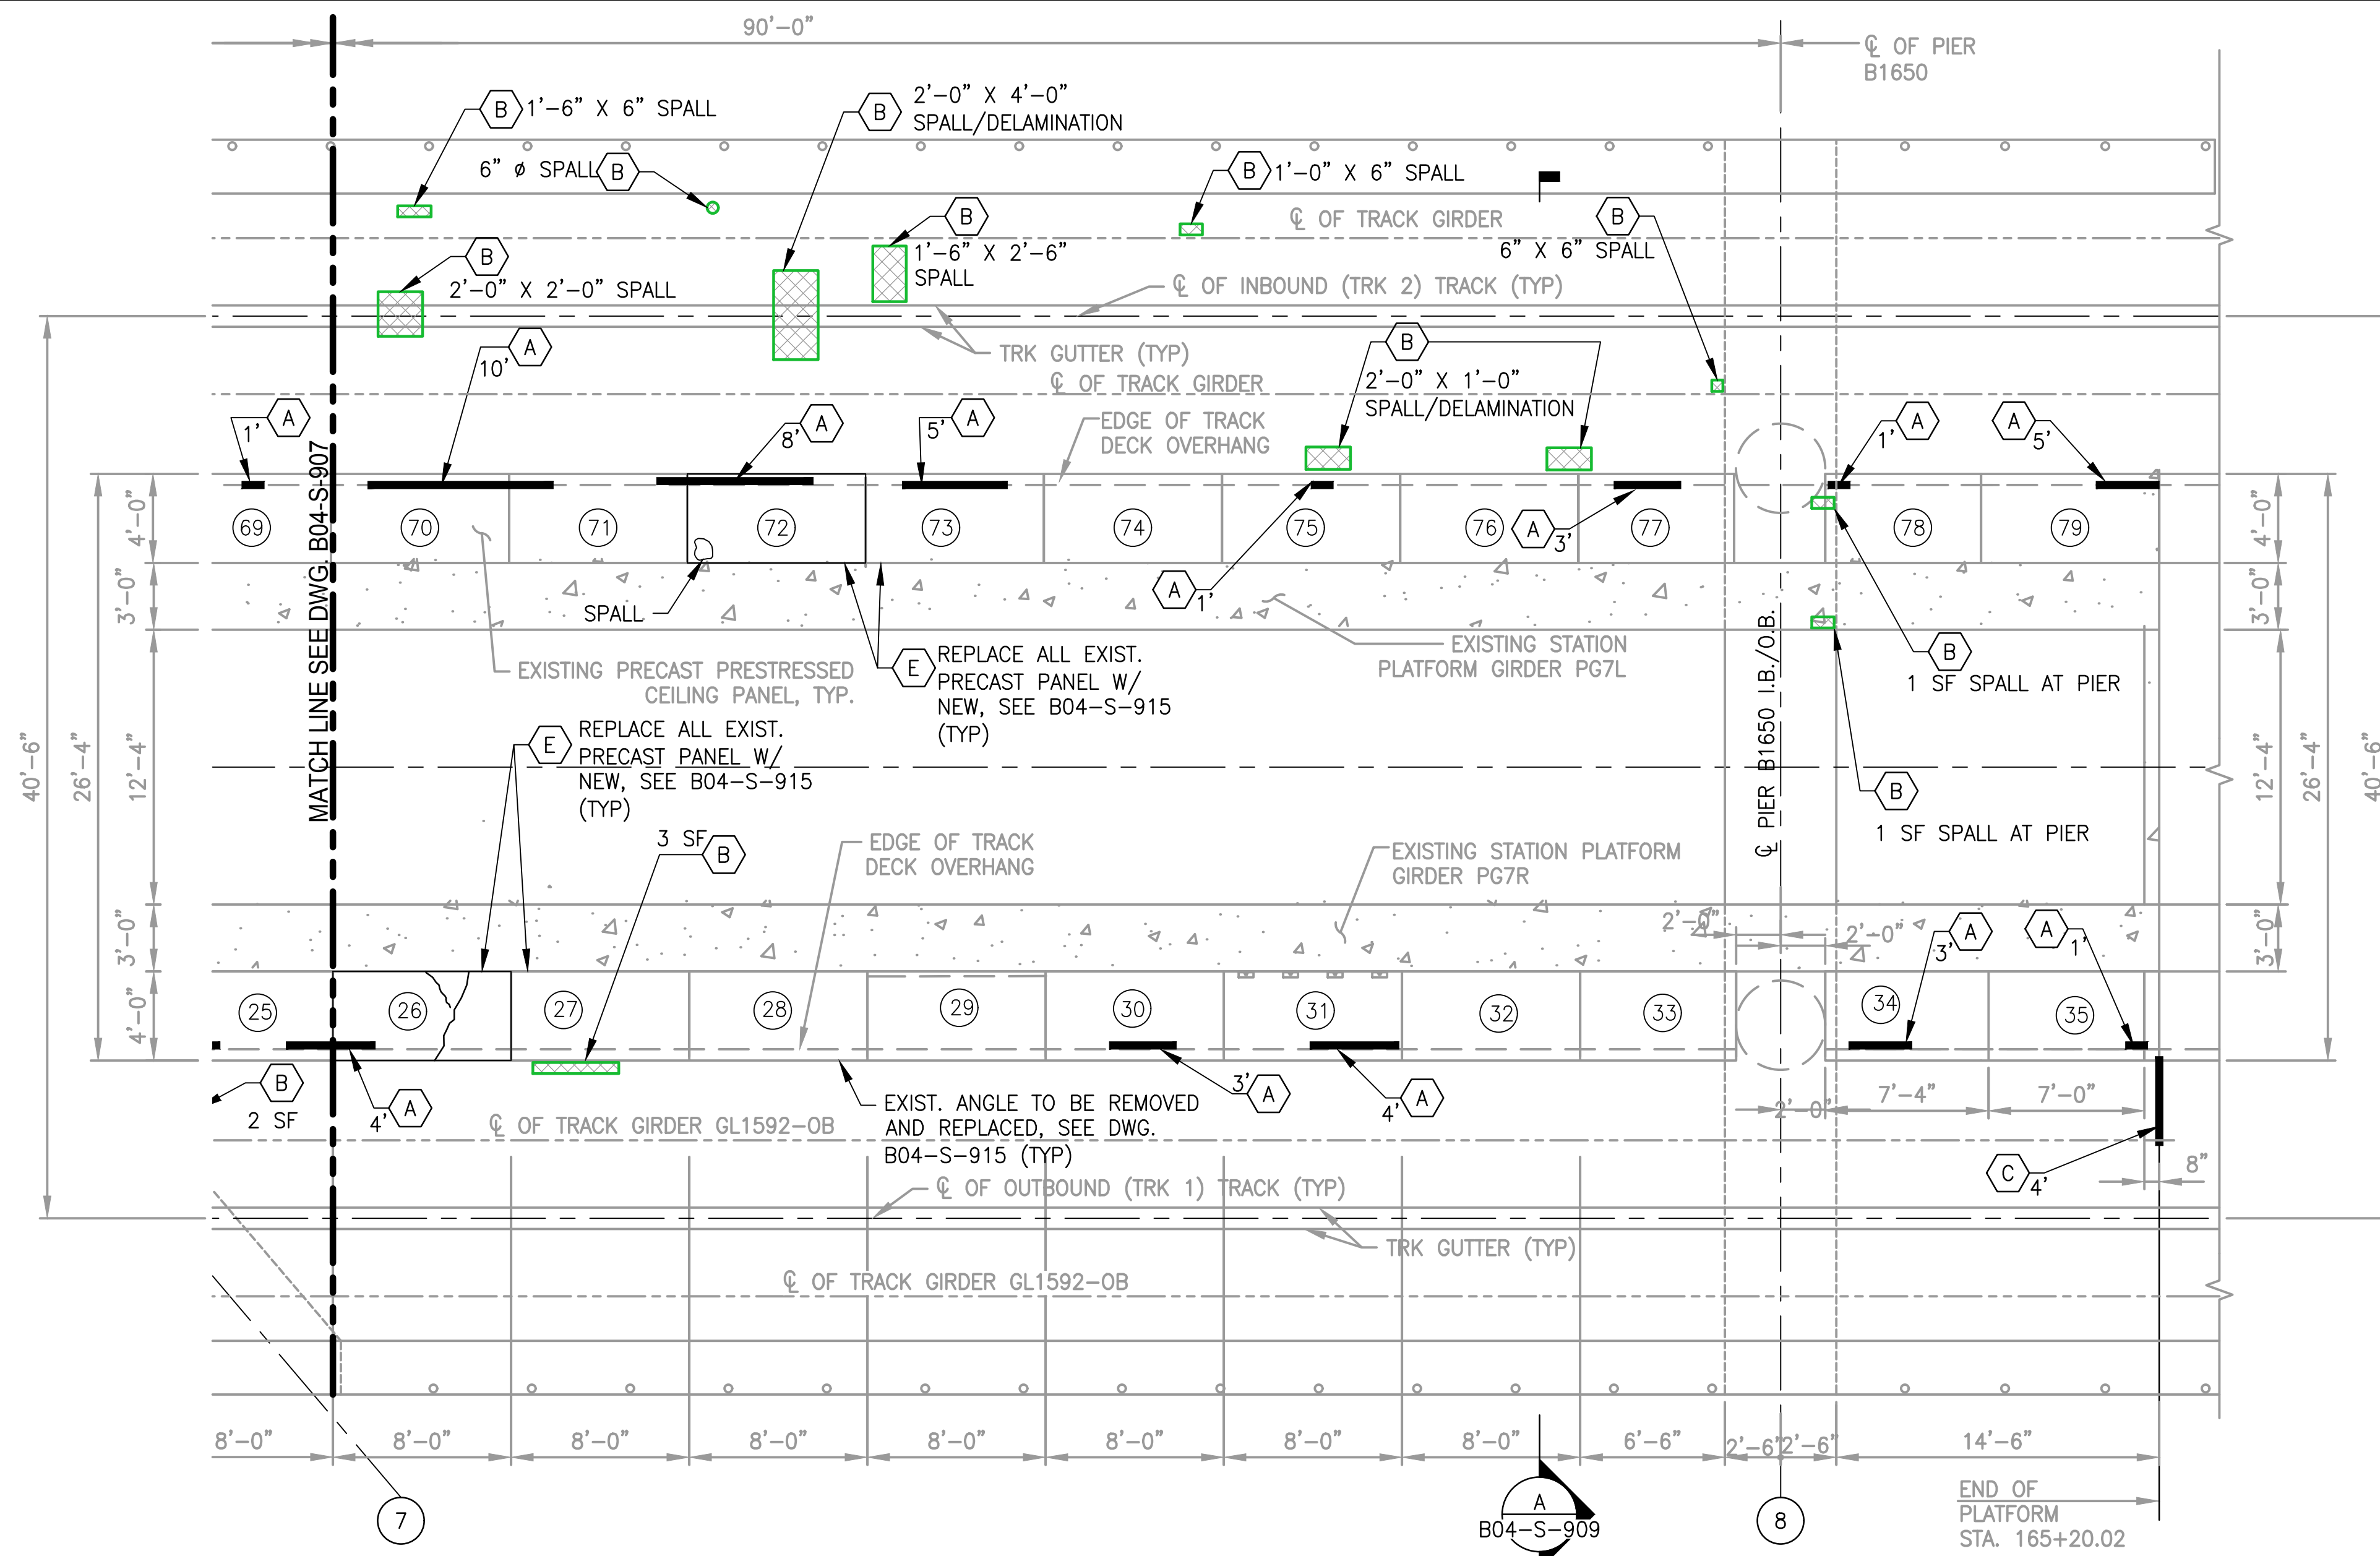 90'-0"
℄ OF PIER
B1650
B
1'-6" X 6" SPALL
B
2'-0" X 4'-0"
SPALL/DELAMINATION
6" ø SPALL
B
B
1'-0" X 6" SPALL
B
1'-6" X 2'-6"
SPALL
℄ OF TRACK GIRDER
B
6" X 6" SPALL
B
2'-0" X 2'-0" SPALL
℄ OF INBOUND (TRK 2) TRACK (TYP)
A
10'
TRK GUTTER (TYP)
℄ OF TRACK GIRDER
B
2'-0" X 1'-0"
SPALL/DELAMINATION
A
1'
A
8'
A
5'
EDGE OF TRACK
DECK OVERHANG
A
1'
A
5'
MATCH LINE SEE DWG. B04-S-907
4'-0"
69
70
71
72
73
74
75
76
A
3'
77
78
79
4'-0"
3'-0"
SPALL
A
1'
3'-0"
EXISTING PRECAST PRESTRESSED
CEILING PANEL, TYP.
E
REPLACE ALL EXIST.
PRECAST PANEL W/
NEW, SEE B04-S-915
(TYP)
EXISTING STATION
PLATFORM GIRDER PG7L
℄ PIER B1650 I.B./O.B.
B
1 SF SPALL AT PIER
E
REPLACE ALL EXIST.
PRECAST PANEL W/
NEW, SEE B04-S-915
(TYP)
40'-6"
26'-4"
12'-4"
12'-4"
26'-4"
40'-6"
B
1 SF SPALL AT PIER
3 SF
B
EDGE OF TRACK
DECK OVERHANG
EXISTING STATION PLATFORM
GIRDER PG7R
3'-0"
2'-0"
2'-0"
A
3'
A
1'
3'-0"
4'-0"
25
26
27
28
29
30
31
32
33
34
35
B
2 SF
4'
A
EXIST. ANGLE TO BE REMOVED
AND REPLACED, SEE DWG.
B04-S-915 (TYP)
3'
A
4'
A
2'-0"
7'-4"
7'-0"
℄ OF TRACK GIRDER GL1592-OB
C
4'
8"
℄ OF OUTBOUND (TRK 1) TRACK (TYP)
TRK GUTTER (TYP)
℄ OF TRACK GIRDER GL1592-OB
8'-0"
8'-0"
8'-0"
8'-0"
8'-0"
8'-0"
8'-0"
8'-0"
6'-6"
2'-6"
2'-6"
14'-6"
7
A
B04-S-909
8
END OF
PLATFORM
STA. 165+20.02